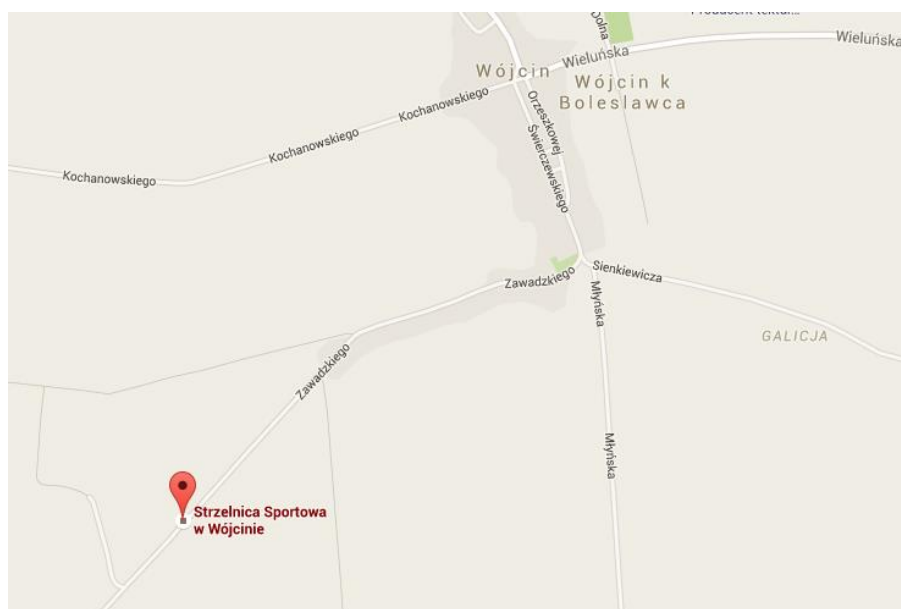 Dolna
Wieluńska
Wieluńska
Wójcin
Wójcin k
Boleslawca
Kochanowskiego
Kochanowskiego
Kochanowskiego
Orzeszkowej
Świerczewskiego
Zawadzkiego
Sienkiewicza
Młyńska
GALICJA
Zawadzkiego
Młyńska
Strzelnica Sportowa
w Wójcinie